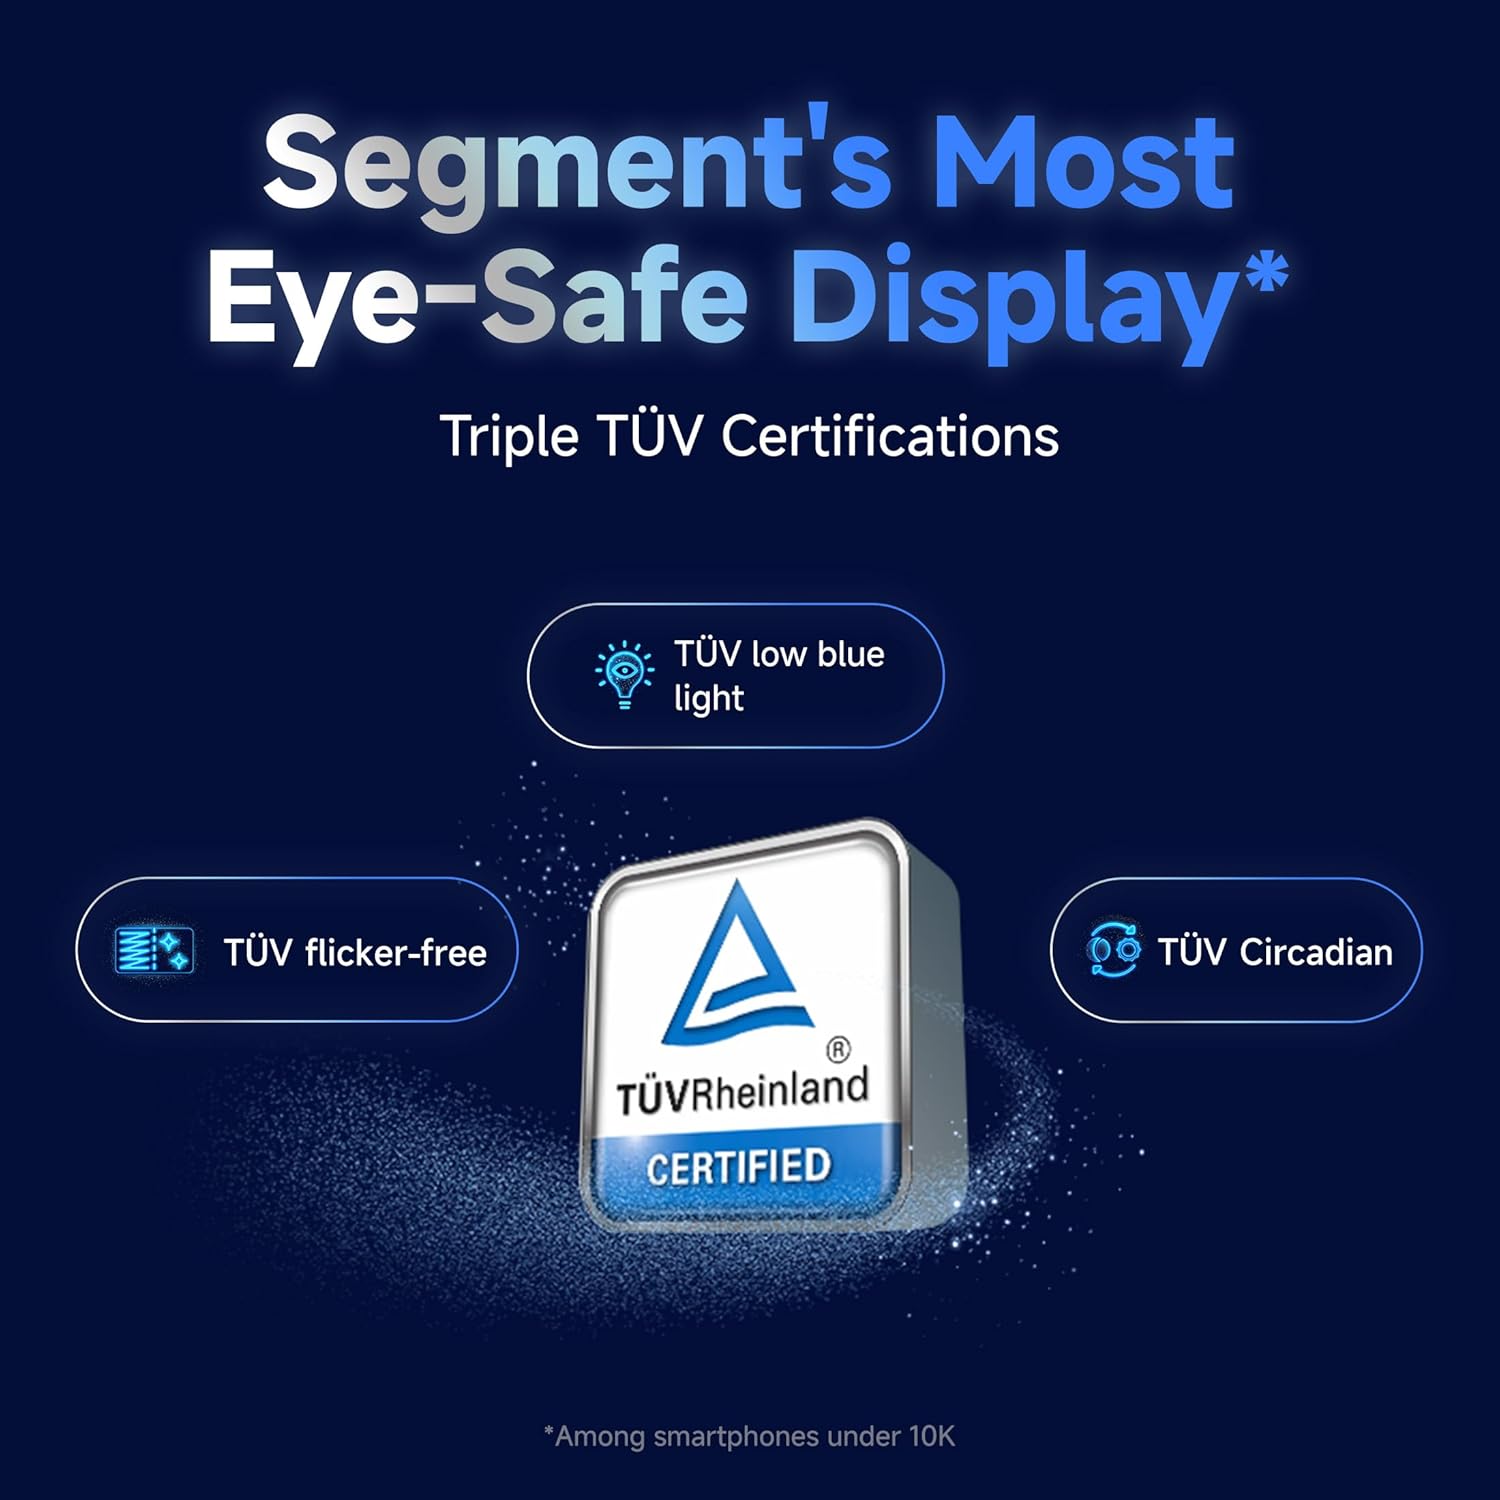 Segment's Most
Eye-Safe Display*
Triple TÜV Certifications
TÜV low blue
light
TÜV flicker-free
TÜV Circadian
®
TÜVRheinland
CERTIFIED
*Among smartphones under 10K